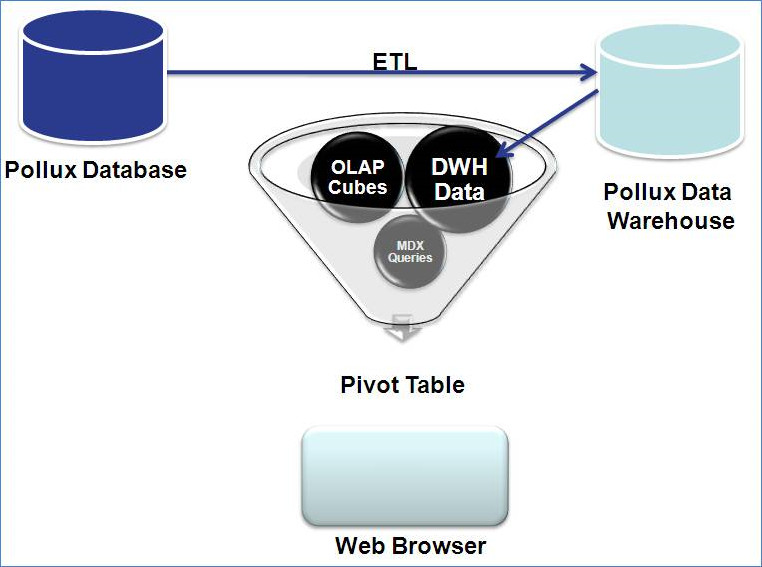 ETL
Pollux Database
OLAP
Cubes
DWH
Data
Pollux Data
Warehouse
MDX
Queries
Pivot Table
Web Browser